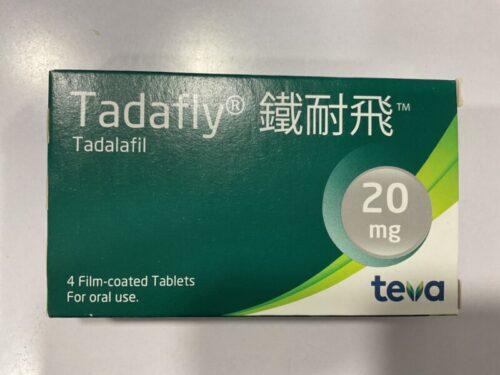 Tadafly® 鐵耐飛™
Tadalafil
20
mg
4 Film-coated Tablets
For oral use.
teva